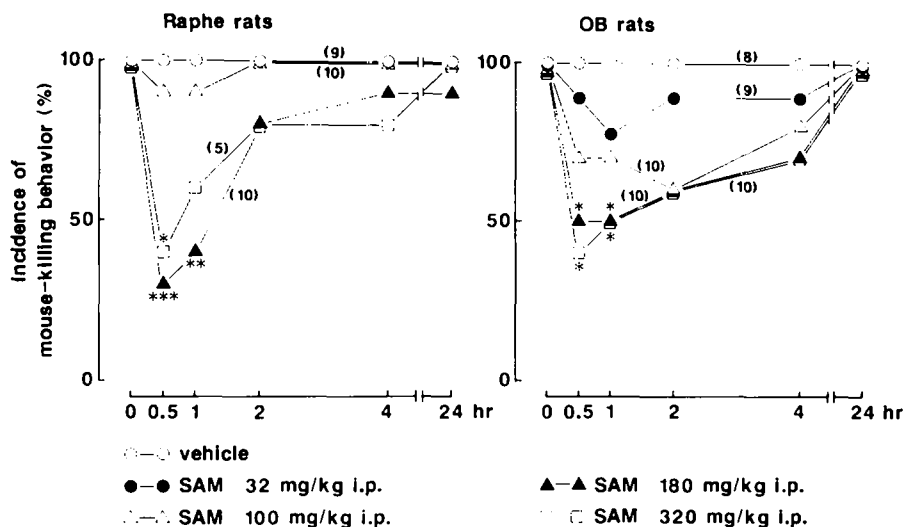 Raphe rats
OB rats
Incidence of
mouse-killing behavior (%)
100
50
0
(9)
(10)
(5)
(10)
*
***
**
0 0.5 1 2 4 24 hr
100
50
0
(8)
(9)
(10)
(10)
(10)
*
*
*
*
0 0.5 1 2 4 24 hr
vehicle
SAM 32 mg/kg i.p.
SAM 100 mg/kg i.p.
SAM 180 mg/kg i.p.
SAM 320 mg/kg i.p.